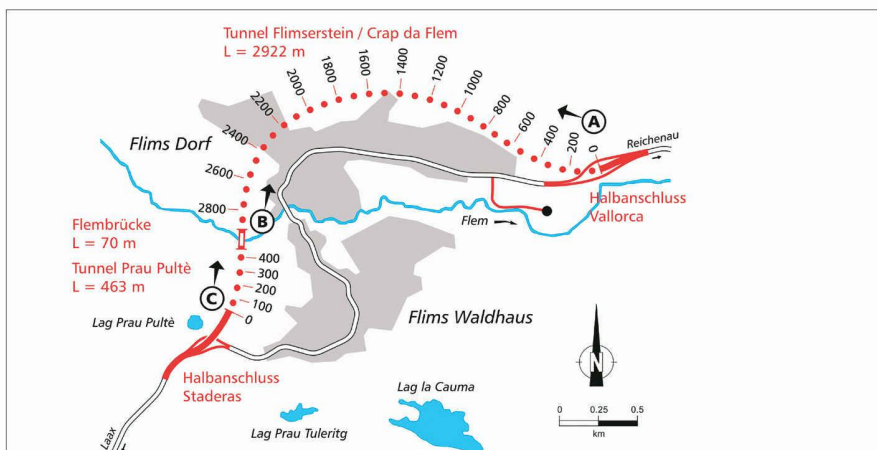 Tunnel Flimserstein / Crap da Flem
L = 2922 m
2200
2000
1800
1600
1400
1200
1000
800
600
400
200
0
A
Reichenau
Flims Dorf
2400
2600
2800
B
Halbanschluss
Vallorca
Flem
Flembrücke
L = 70 m
Tunnel Prau Pultè
L = 463 m
400
300
200
100
0
C
Lag Prau Pultè
Flims Waldhaus
Halbanschluss
Staderas
Laax
Lag Prau Tuleritg
Lag la Cauma
N
0 0.25 0.5
km